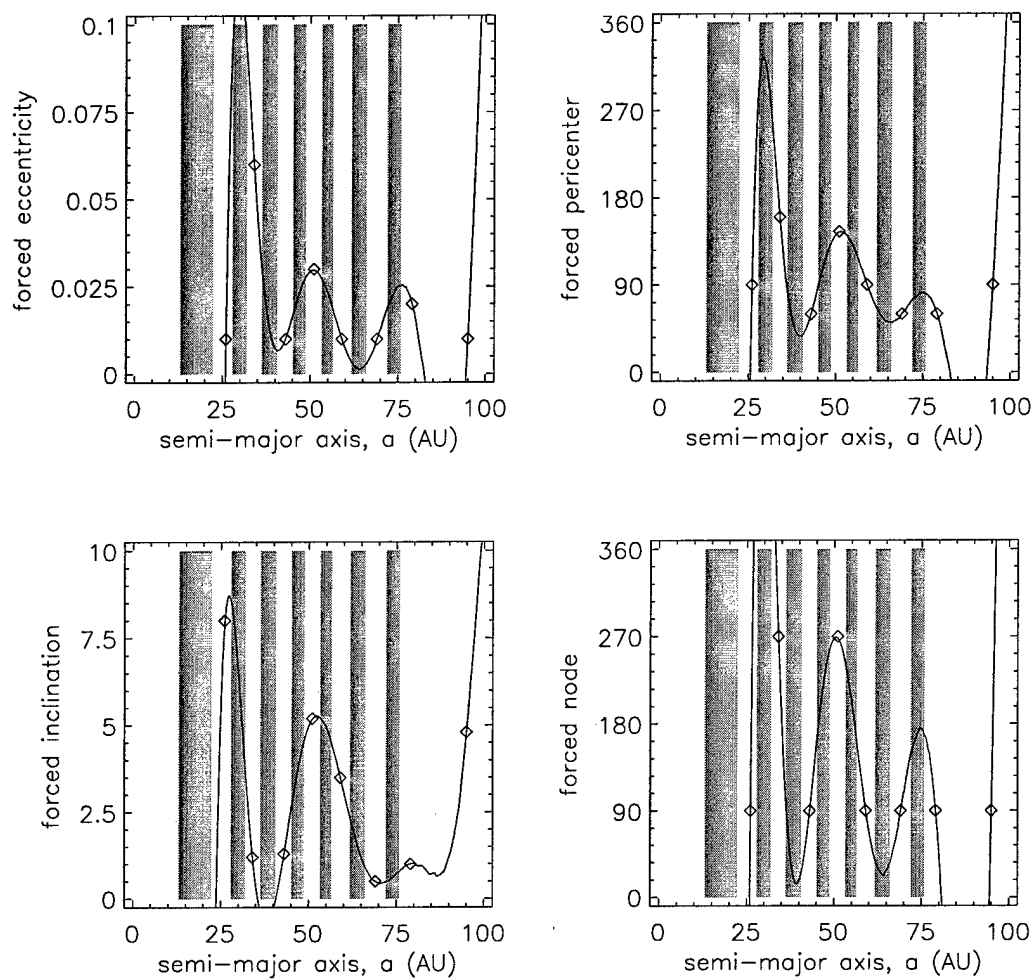 0.1
0.075
0.05
0.025
0
forced eccentricity
0 25 50 75 100
semi-major axis, a (AU)
360
270
180
90
0
forced pericenter
0 25 50 75 100
semi-major axis, a (AU)
10
7.5
5
2.5
0
forced inclination
0 25 50 75 100
semi-major axis, a (AU)
360
270
180
90
0
forced node
0 25 50 75 100
semi-major axis, a (AU)